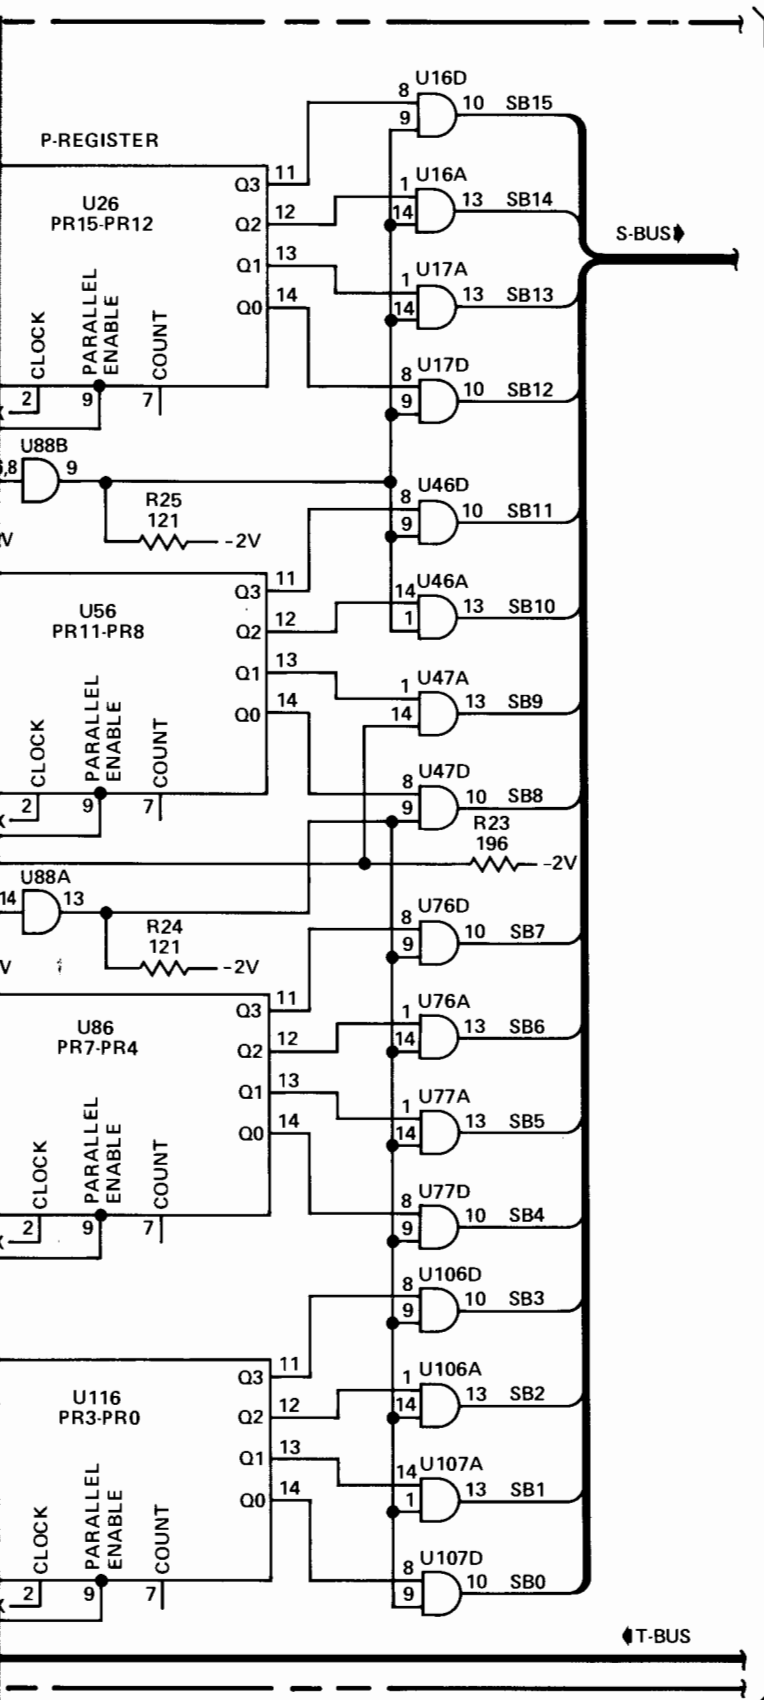 U16D
8
9
10 SB15
P-REGISTER
U26
PR15-PR12
Q3 11
Q2 12
Q1 13
Q0 14
CLOCK
PARALLEL
ENABLE
COUNT
2
9
7
U16A
1
14
13 SB14
S-BUS
U17A
1
14
13 SB13
U17D
8
9
10 SB12
U88B
9
R25
121
-2V
U46D
8
9
10 SB11
U56
PR11-PR8
Q3 11
Q2 12
Q1 13
Q0 14
CLOCK
PARALLEL
ENABLE
COUNT
2
9
7
U46A
14
1
13 SB10
U47A
1
14
13 SB9
U47D
8
9
10 SB8
R23
196
-2V
U88A
14
13
R24
121
-2V
V
U76D
8
9
10 SB7
U86
PR7-PR4
Q3 11
Q2 12
Q1 13
Q0 14
CLOCK
PARALLEL
ENABLE
COUNT
2
9
7
U76A
1
14
13 SB6
U77A
1
14
13 SB5
U77D
8
9
10 SB4
U106D
8
9
10 SB3
U116
PR3-PR0
Q3 11
Q2 12
Q1 13
Q0 14
CLOCK
PARALLEL
ENABLE
COUNT
2
9
7
U106A
1
14
13 SB2
U107A
14
1
13 SB1
U107D
8
9
10 SB0
T-BUS